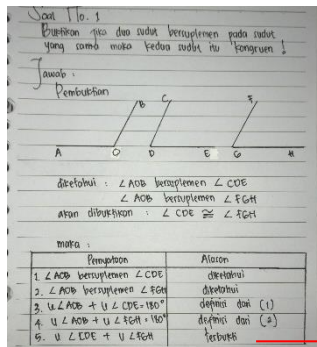 Soal No. 1
Buktikan jika dua sudut bersuplemen pada sudut
yang sama maka kedua sudut itu kongruen !
Jawab :
Pembuktian
B C F
A O D E G H
diketahui : ∠AOB bersuplemen ∠CDE
∠AOB bersuplemen ∠FGH
akan dibuktikan : ∠CDE ≅ ∠FGH
maka :
Pernyataan Alasan
1. ∠AOB bersuplemen ∠CDE diketahui
2. ∠AOB bersuplemen ∠FGH diketahui
3. u∠AOB + u∠CDE = 180° definisi dari (1)
4. u∠AOB + u∠FGH = 180° definisi dari (2)
5. u∠CDE + u∠FGH terbukti